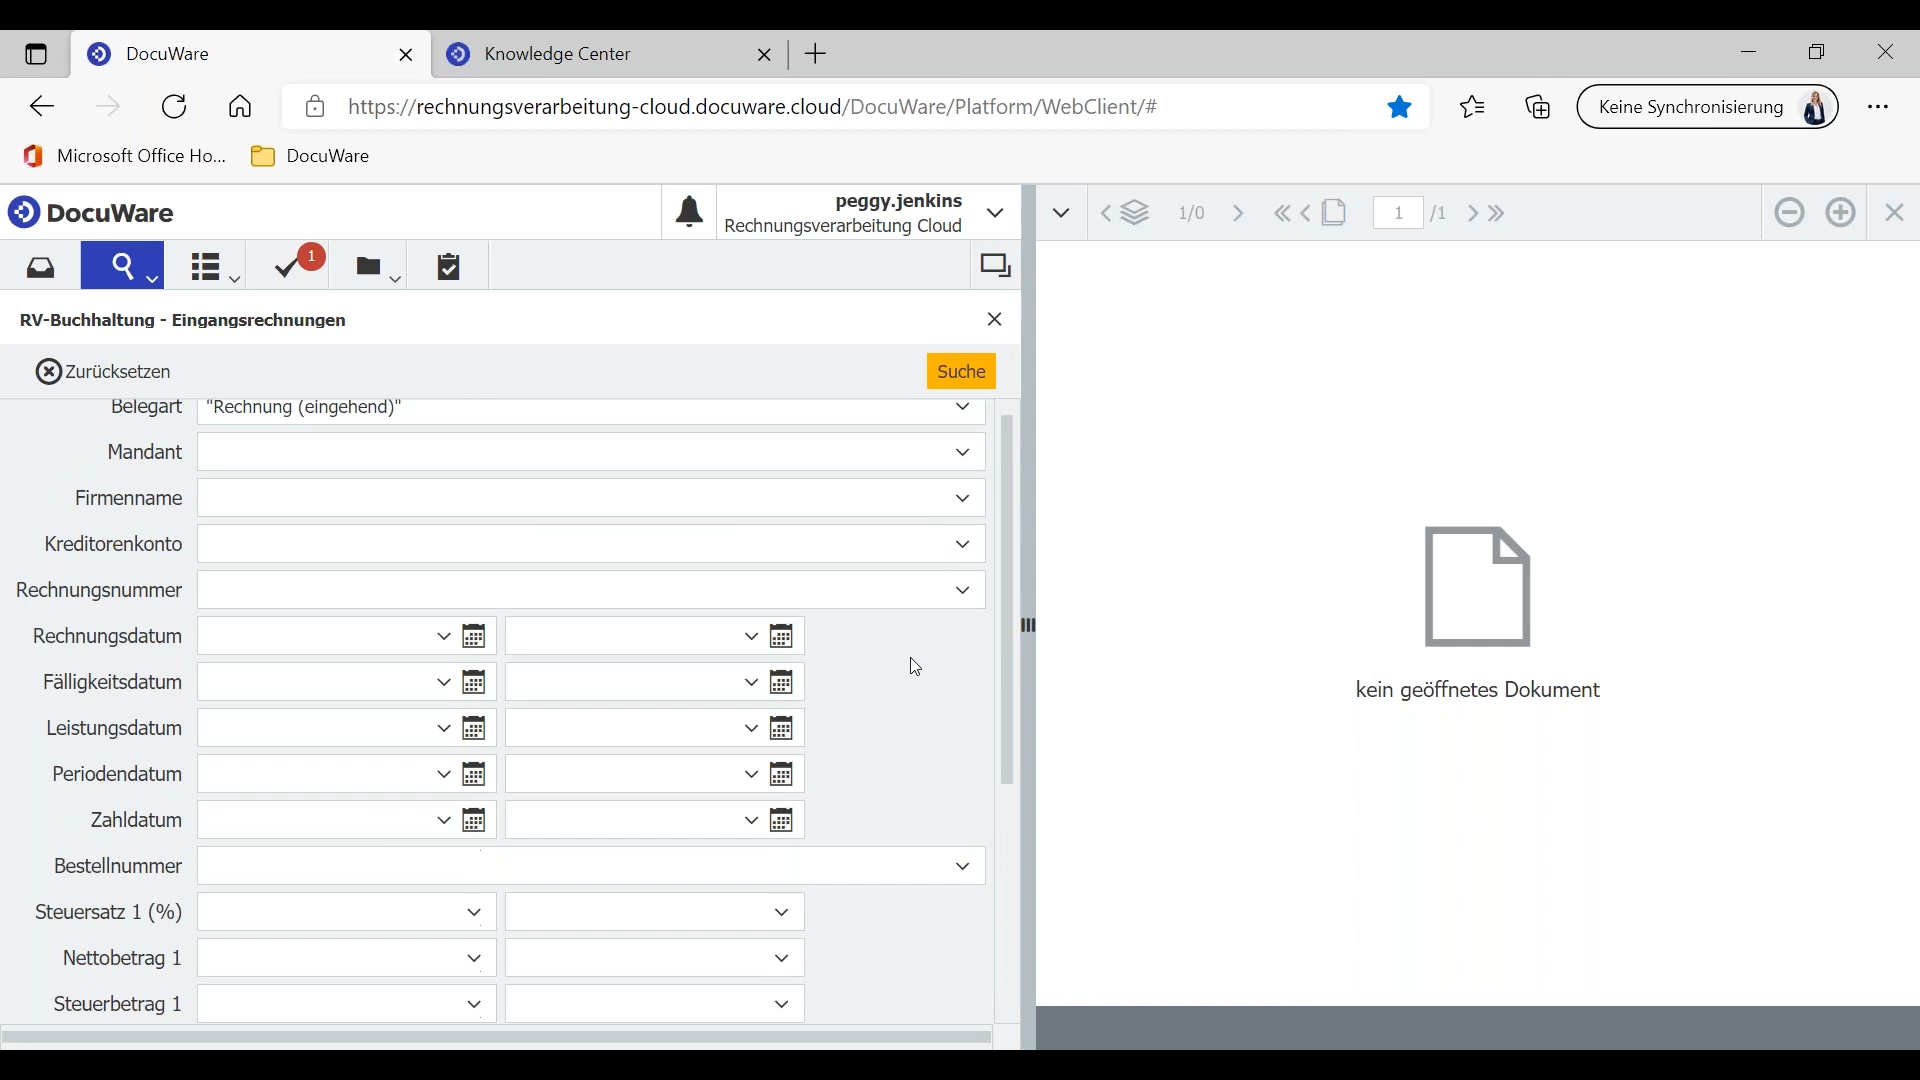 DocuWare
Knowledge Center
https://rechnungsverarbeitung-cloud.docuware.cloud/DocuWare/Platform/WebClient/#
Keine Synchronisierung
Microsoft Office Ho...
DocuWare
DocuWare
peggy.jenkins
Rechnungsverarbeitung Cloud
1/0
1
/1
1
RV-Buchhaltung - Eingangsrechnungen
Zurücksetzen
Suche
Belegart
"Rechnung (eingehend)"
Mandant
Firmenname
Kreditorenkonto
Rechnungsnummer
Rechnungsdatum
Fälligkeitsdatum
Leistungsdatum
Periodendatum
Zahldatum
Bestellnummer
Steuersatz 1 (%)
Nettobetrag 1
Steuerbetrag 1
kein geöffnetes Dokument